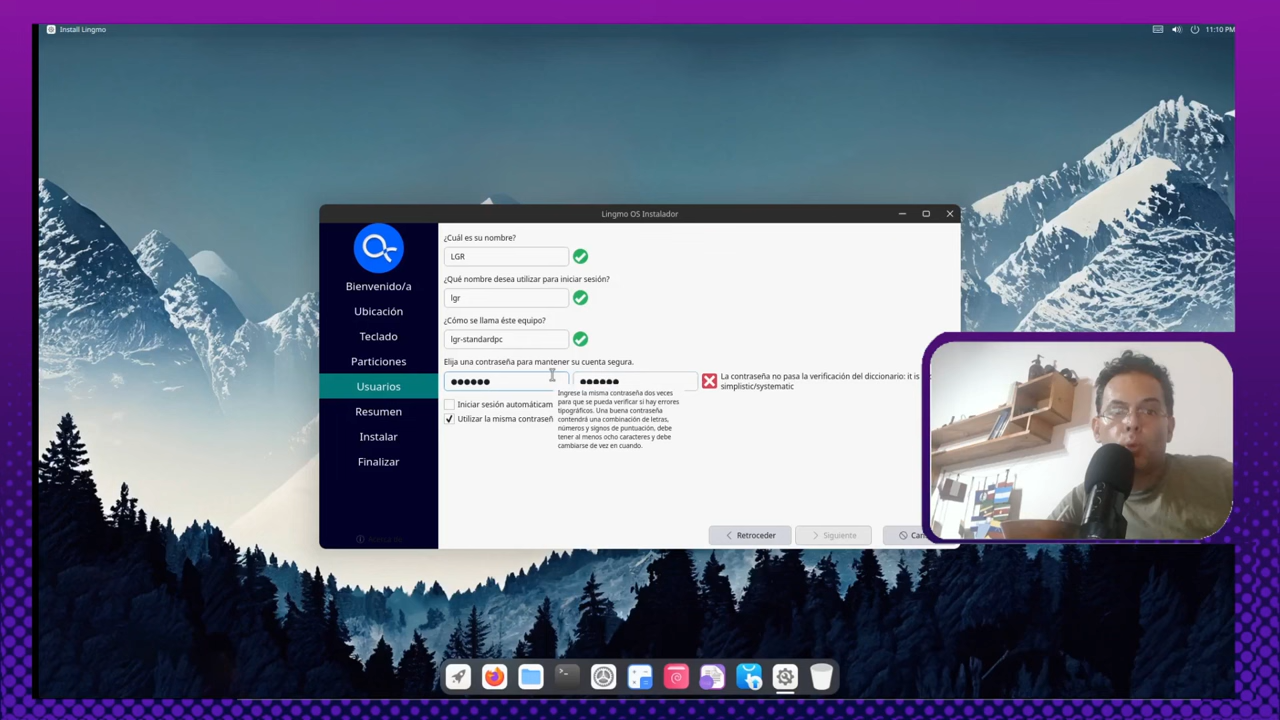 Install Lingmo
11:10 PM
Lingmo OS Instalador
Bienvenido/a
Ubicación
Teclado
Particiones
Usuarios
Resumen
Instalar
Finalizar
¿Cuál es su nombre?
LGR
¿Qué nombre desea utilizar para iniciar sesión?
lgr
¿Cómo se llama éste equipo?
lgr-standardpc
Elija una contraseña para mantener su cuenta segura.
La contraseña no pasa la verificación del diccionario: it is
simplistic/systematic
Iniciar sesión automáticam
Utilizar la misma contraseñ
Ingrese la misma contraseña dos veces
para que se pueda verificar si hay errores
tipográficos. Una buena contraseña
contendrá una combinación de letras,
números y signos de puntuación, debe
tener al menos ocho caracteres y debe
cambiarse de vez en cuando.
Retroceder
Siguiente